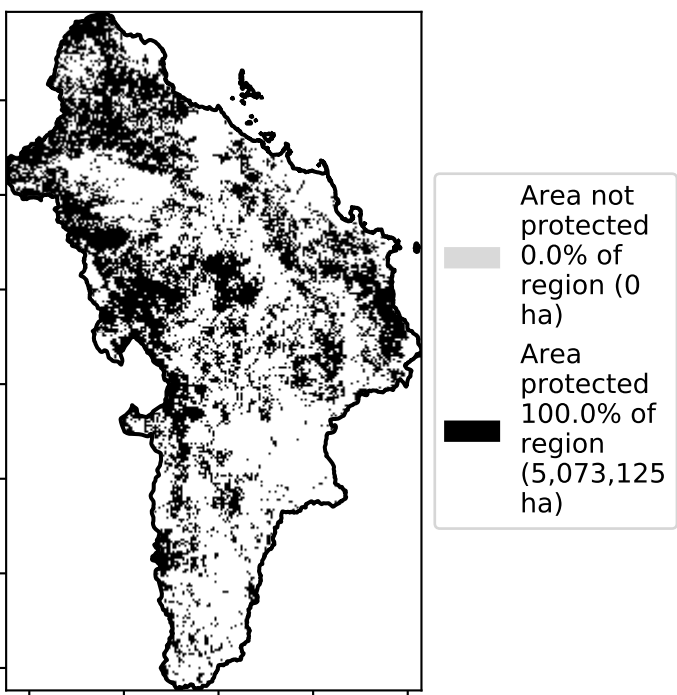 Area not
protected
0.0% of
region (0
ha)
Area
protected
100.0% of
region
(5,073,125
ha)